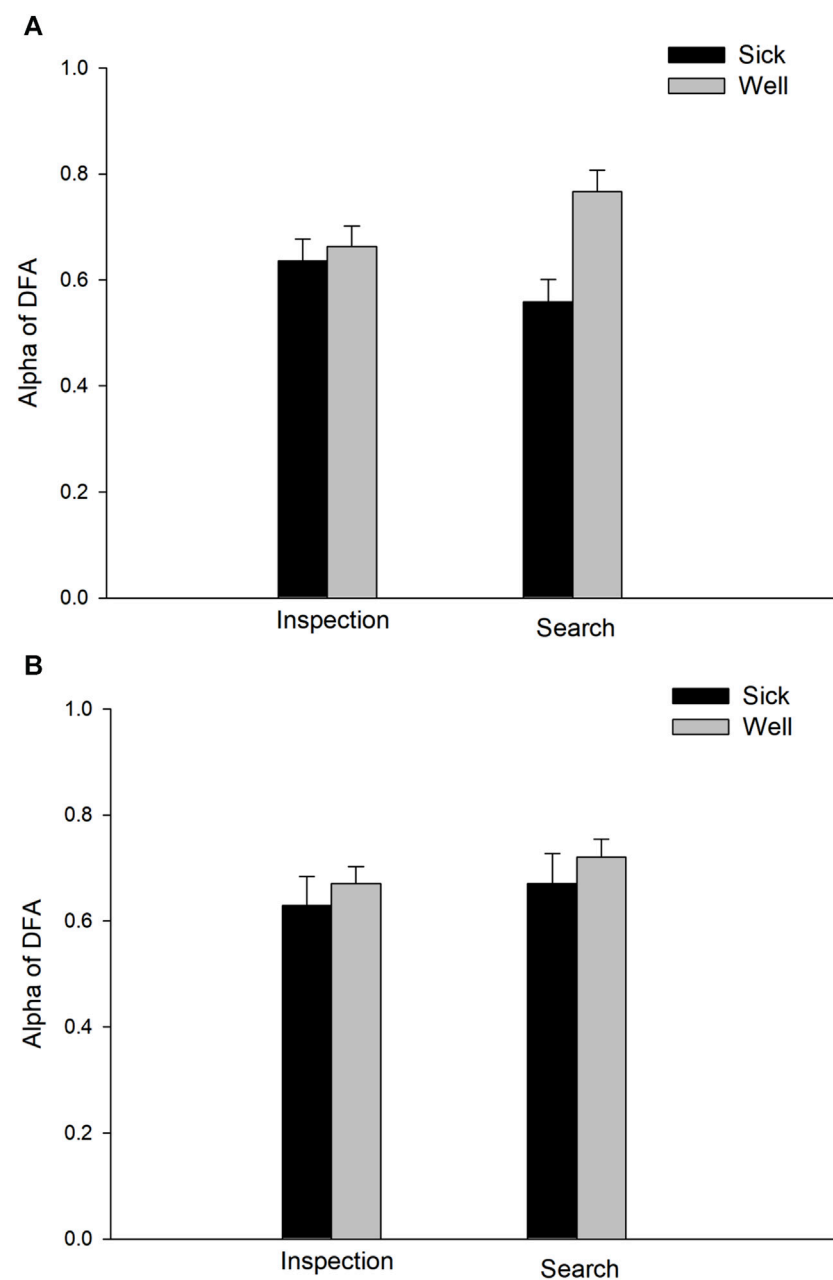 A
Sick
Well
1.0
0.8
0.6
0.4
0.2
0.0
Alpha of DFA
Inspection
Search
B
Sick
Well
1.0
0.8
0.6
0.4
0.2
0.0
Alpha of DFA
Inspection
Search